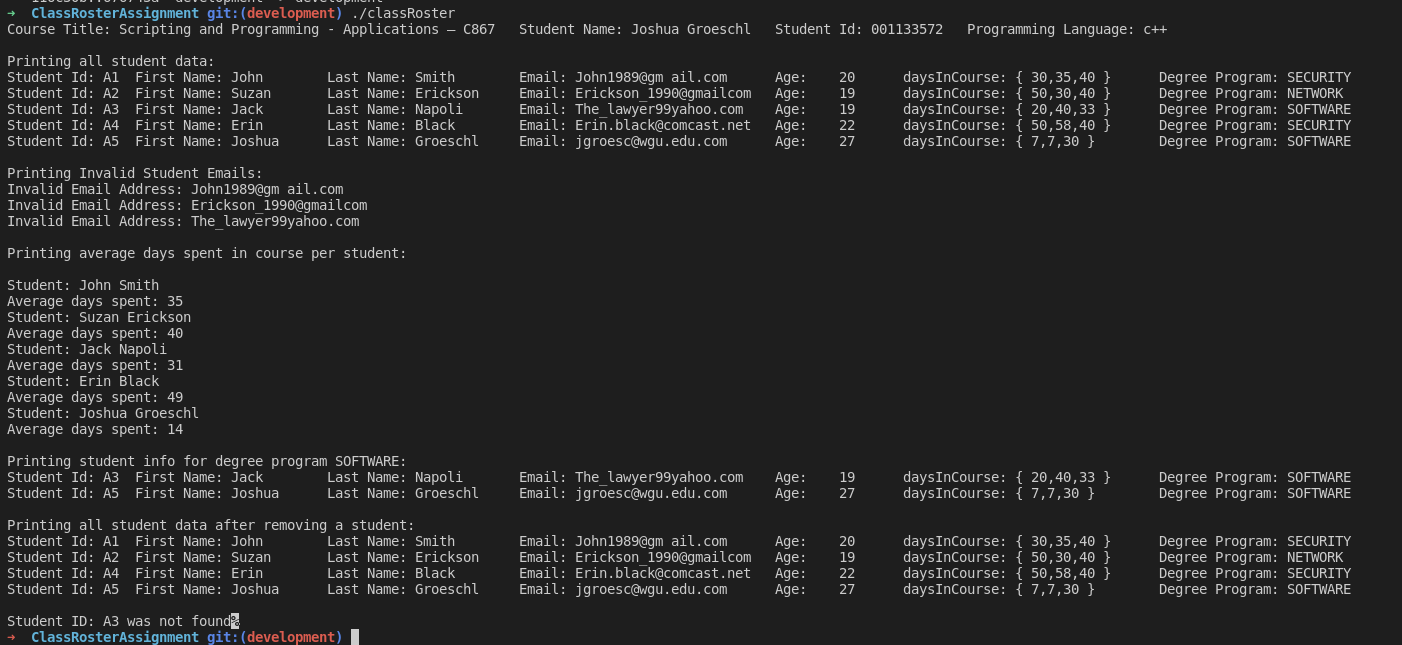 ➜  ClassRosterAssignment git:(development) ./classRoster
Course Title: Scripting and Programming - Applications – C867   Student Name: Joshua Groeschl   Student Id: 001133572   Programming Language: c++
Printing all student data:
Student Id: A1  First Name: John        Last Name: Smith        Email: John1989@gm ail.com      Age:    20      daysInCourse: { 30,35,40 }      Degree Program: SECURITY
Student Id: A2  First Name: Suzan       Last Name: Erickson     Email: Erickson_1990@gmailcom   Age:    19      daysInCourse: { 50,30,40 }      Degree Program: NETWORK
Student Id: A3  First Name: Jack        Last Name: Napoli       Email: The_lawyer99yahoo.com    Age:    19      daysInCourse: { 20,40,33 }      Degree Program: SOFTWARE
Student Id: A4  First Name: Erin        Last Name: Black        Email: Erin.black@comcast.net   Age:    22      daysInCourse: { 50,58,40 }      Degree Program: SECURITY
Student Id: A5  First Name: Joshua      Last Name: Groeschl     Email: jgroesc@wgu.edu.com      Age:    27      daysInCourse: { 7,7,30 }        Degree Program: SOFTWARE
Printing Invalid Student Emails:
Invalid Email Address: John1989@gm ail.com
Invalid Email Address: Erickson_1990@gmailcom
Invalid Email Address: The_lawyer99yahoo.com
Printing average days spent in course per student:
Student: John Smith
Average days spent: 35
Student: Suzan Erickson
Average days spent: 40
Student: Jack Napoli
Average days spent: 31
Student: Erin Black
Average days spent: 49
Student: Joshua Groeschl
Average days spent: 14
Printing student info for degree program SOFTWARE:
Student Id: A3  First Name: Jack        Last Name: Napoli       Email: The_lawyer99yahoo.com    Age:    19      daysInCourse: { 20,40,33 }      Degree Program: SOFTWARE
Student Id: A5  First Name: Joshua      Last Name: Groeschl     Email: jgroesc@wgu.edu.com      Age:    27      daysInCourse: { 7,7,30 }        Degree Program: SOFTWARE
Printing all student data after removing a student:
Student Id: A1  First Name: John        Last Name: Smith        Email: John1989@gm ail.com      Age:    20      daysInCourse: { 30,35,40 }      Degree Program: SECURITY
Student Id: A2  First Name: Suzan       Last Name: Erickson     Email: Erickson_1990@gmailcom   Age:    19      daysInCourse: { 50,30,40 }      Degree Program: NETWORK
Student Id: A4  First Name: Erin        Last Name: Black        Email: Erin.black@comcast.net   Age:    22      daysInCourse: { 50,58,40 }      Degree Program: SECURITY
Student Id: A5  First Name: Joshua      Last Name: Groeschl     Email: jgroesc@wgu.edu.com      Age:    27      daysInCourse: { 7,7,30 }        Degree Program: SOFTWARE
Student ID: A3 was not found%
➜  ClassRosterAssignment git:(development)